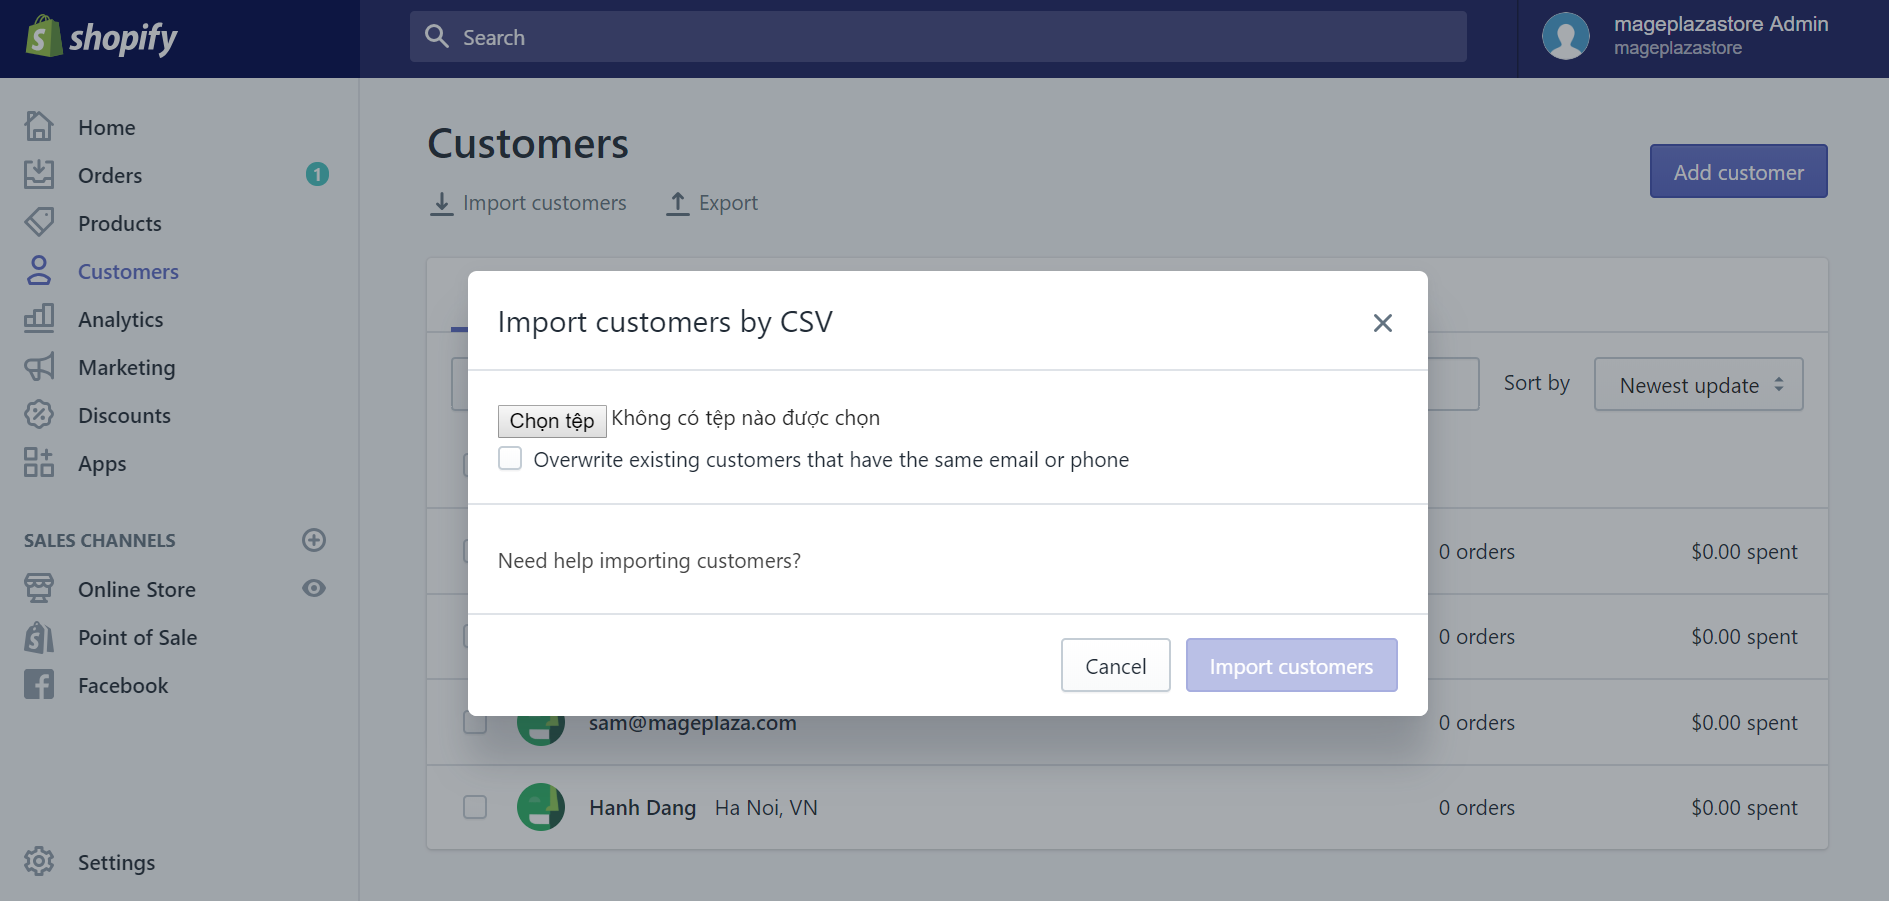 shopify
Search
mageplazastore Admin
mageplazastore
Home
Orders 1
Products
Customers
Analytics
Marketing
Discounts
Apps
SALES CHANNELS
Online Store
Point of Sale
Facebook
Settings
Customers
Import customers Export
Add customer
Sort by Newest update
Import customers by CSV
Chọn tệp Không có tệp nào được chọn
Overwrite existing customers that have the same email or phone
Need help importing customers?
Cancel Import customers
0 orders $0.00 spent
0 orders $0.00 spent
sam@mageplaza.com 0 orders $0.00 spent
Hanh Dang Ha Noi, VN 0 orders $0.00 spent